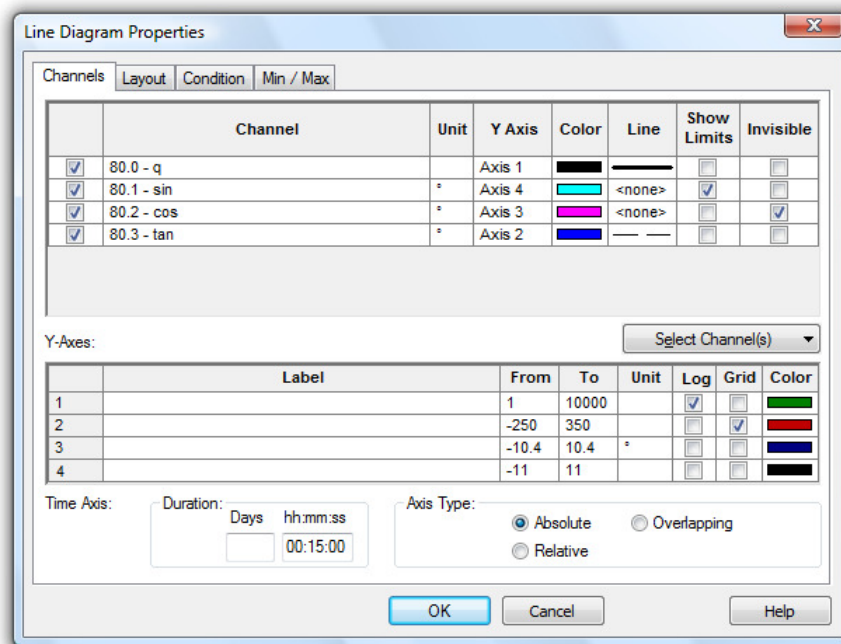 Line Diagram Properties
Channels Layout Condition Min / Max
Channel Unit Y Axis Color Line Show Limits Invisible
80.0 - q Axis 1
80.1 - sin ° Axis 4 <none>
80.2 - cos ° Axis 3 <none>
80.3 - tan ° Axis 2
Y-Axes: Select Channel(s)
Label From To Unit Log Grid Color
1 1 10000
2 -250 350
3 -10.4 10.4 °
4 -11 11
Time Axis: Duration: Axis Type:
Days hh:mm:ss
Absolute Overlapping
00:15:00
Relative
OK Cancel Help